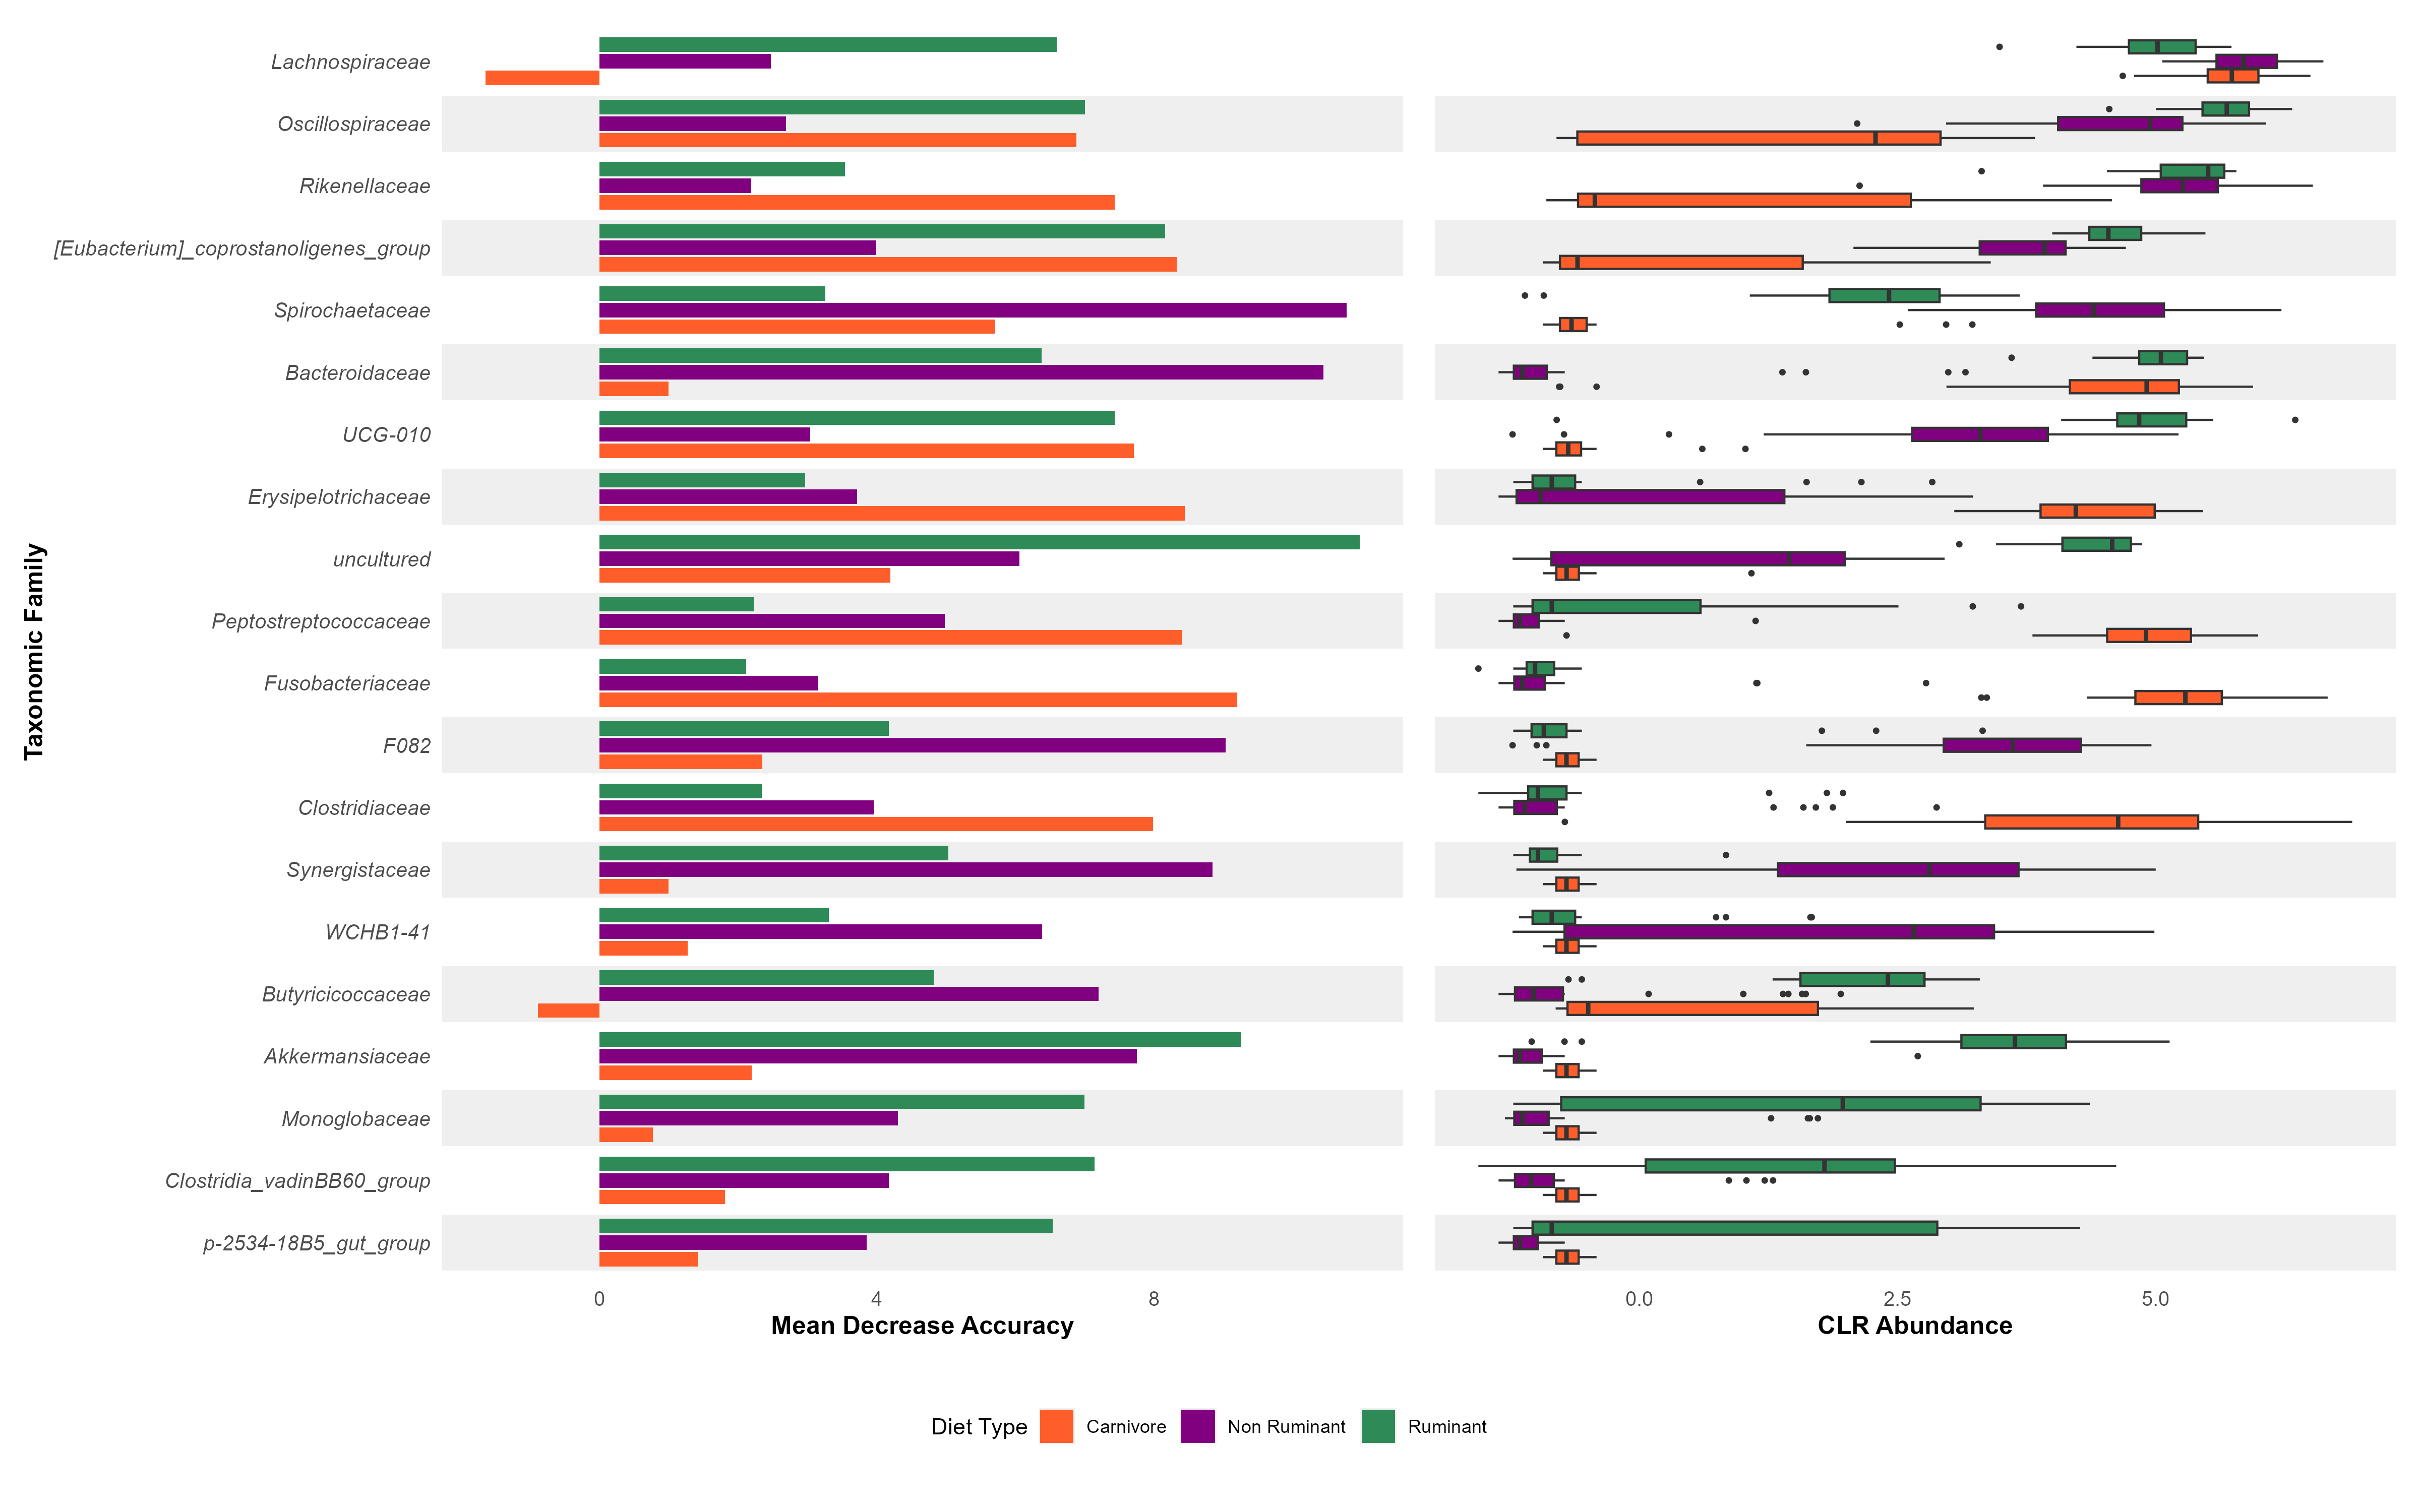 Taxonomic Family
Lachnospiraceae
Oscillospiraceae
Rikenellaceae
[Eubacterium]_coprostanoligenes_group
Spirochaetaceae
Bacteroidaceae
UCG-010
Erysipelotrichaceae
uncultured
Peptostreptococcaceae
Fusobacteriaceae
F082
Clostridiaceae
Synergistaceae
WCHB1-41
Butyricicoccaceae
Akkermansiaceae
Monoglobaceae
Clostridia_vadinBB60_group
p-2534-18B5_gut_group
0 4 8
Mean Decrease Accuracy
0.0 2.5 5.0
CLR Abundance
Diet Type Carnivore Non Ruminant Ruminant